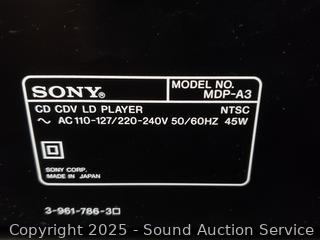 SONY®
MODEL NO.
MDP-A3
CD CDV LD PLAYER NTSC
～ AC 110-127/220-240V 50/60HZ 45W
SONY CORP.
MADE IN JAPAN
3-961-786-3□
Copyright 2025 - Sound Auction Service